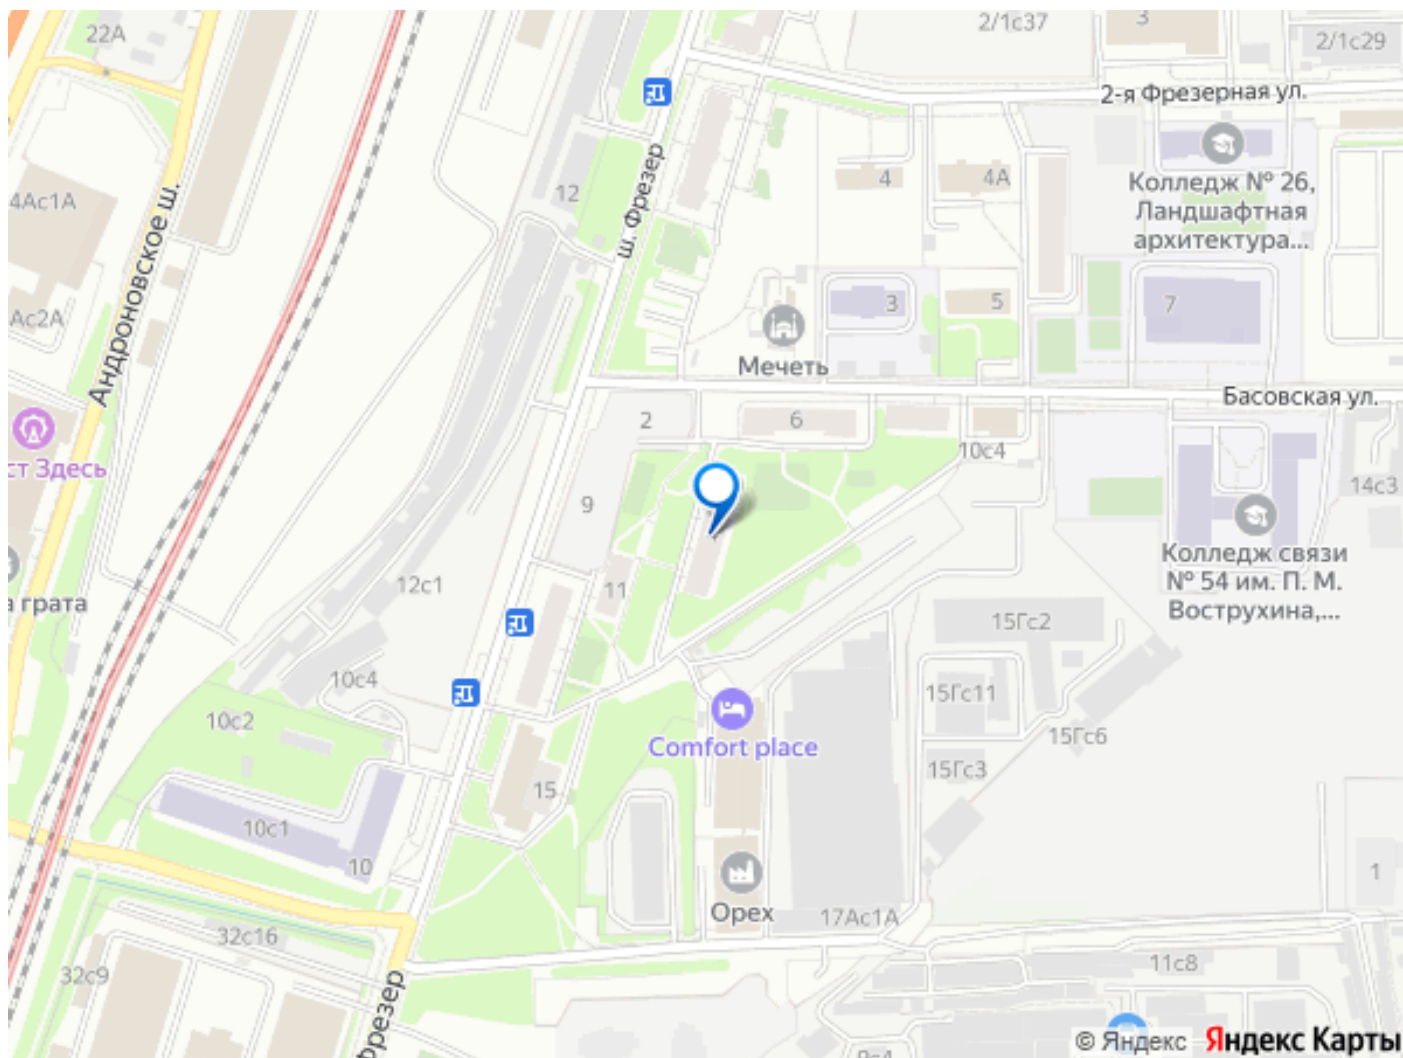 22А
2/1с37
3
2/1с29
2-я Фрезерная ул.
12
ш. Фрезер
4
4А
Колледж № 26,
Ландшафтная
архитектура...
4Ас1А
Андроновское ш.
Ас2А
3
5
7
Мечеть
Басовская ул.
2
6
10с4
ст Здесь
14с3
9
Колледж связи
№ 54 им. П. М.
Вострухина,...
12с1
11
а грата
15Гс2
10с4
15Гс11
10с2
15Гс6
Comfort place
15Гс3
15
10с1
10
1
Орех
17Ас1А
32с16
32с9
11с8
Фрезер
9с4
© Яндекс Яндекс Карты